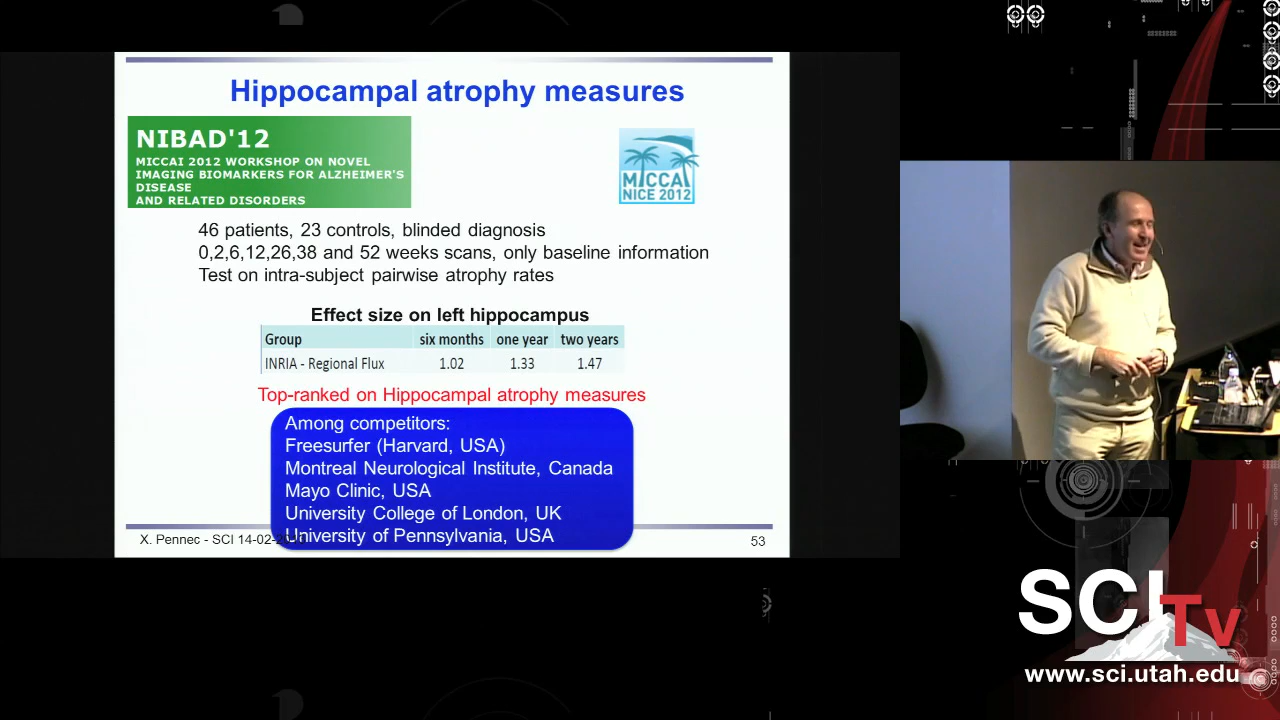 Hippocampal atrophy measures
NIBAD'12
MICCAI 2012 WORKSHOP ON NOVEL
IMAGING BIOMARKERS FOR ALZHEIMER'S
DISEASE
AND RELATED DISORDERS
MICCAI
NICE 2012
46 patients, 23 controls, blinded diagnosis
0,2,6,12,26,38 and 52 weeks scans, only baseline information
Test on intra-subject pairwise atrophy rates
Effect size on left hippocampus
Group six months one year two years
INRIA - Regional Flux 1.02 1.33 1.47
Top-ranked on Hippocampal atrophy measures
Among competitors:
Freesurfer (Harvard, USA)
Montreal Neurological Institute, Canada
Mayo Clinic, USA
University College of London, UK
University of Pennsylvania, USA
X. Pennec - SCI 14-02-
53
SCI Tv
www.sci.utah.edu